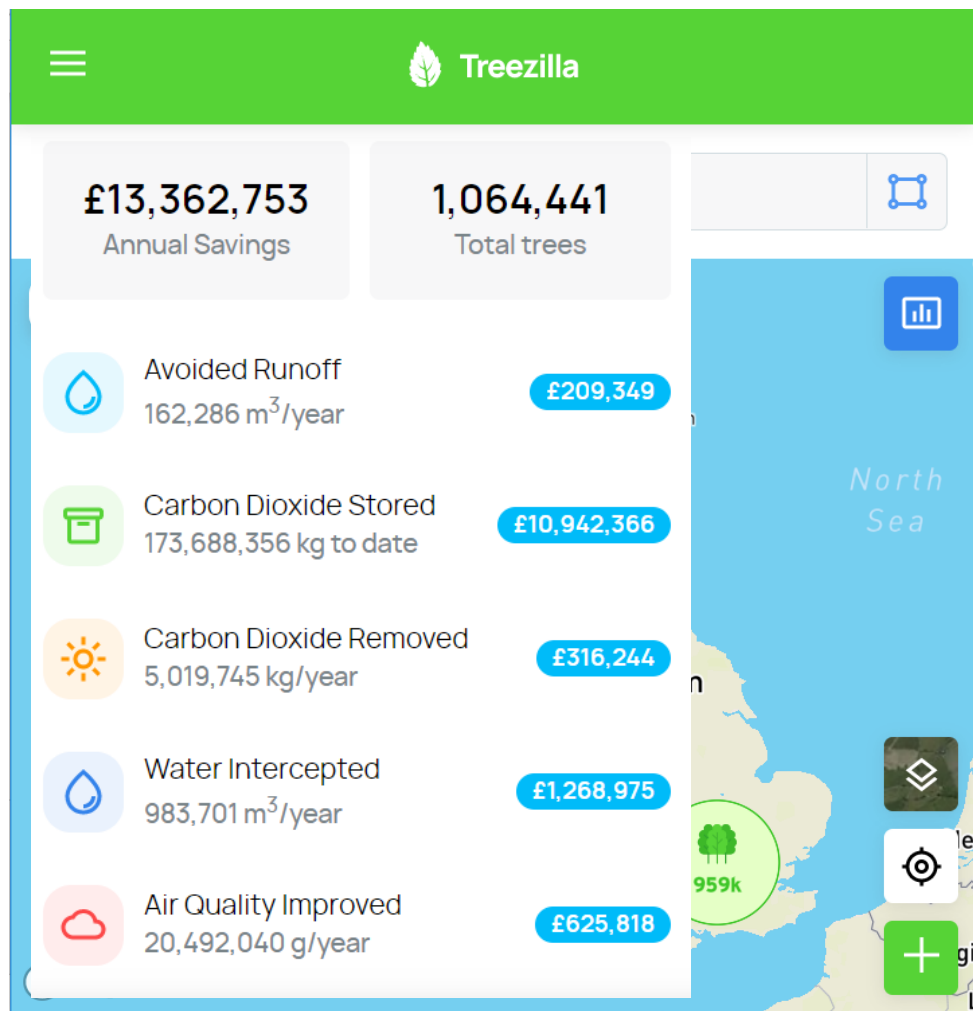 Treezilla
£13,362,753
Annual Savings
1,064,441
Total trees
Avoided Runoff
162,286 m³/year
£209,349
Carbon Dioxide Stored
173,688,356 kg to date
£10,942,366
Carbon Dioxide Removed
5,019,745 kg/year
£316,244
Water Intercepted
983,701 m³/year
£1,268,975
Air Quality Improved
20,492,040 g/year
£625,818
North
Sea
959k